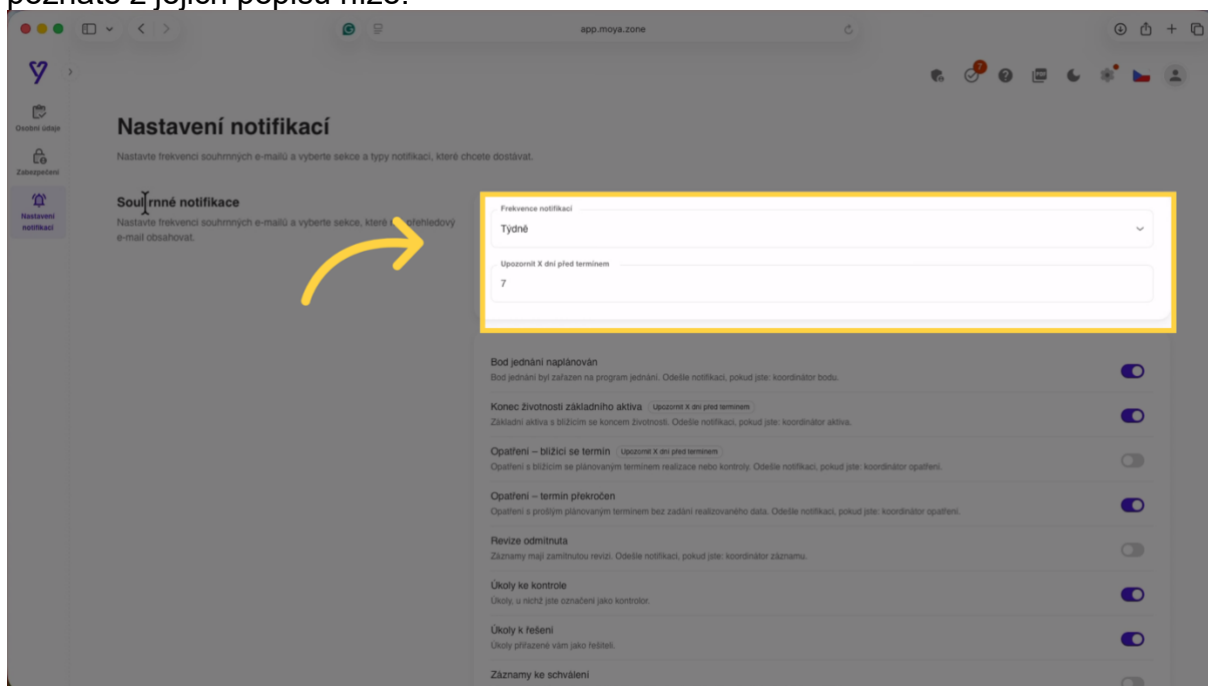 poznáte z jejich popisu níže.
app.moya.zone
7
Osobní údaje
Zabezpečení
Nastavení
notifikací
Nastavení notifikací
Nastavte frekvenci souhrnných e-mailů a vyberte sekce a typy notifikací, které chcete dostávat.
Souhrnné notifikace
Nastavte frekvenci souhrnných e-mailů a vyberte sekce, které přehledový
e-mail obsahovat.
Frekvence notifikací
Týdně
Upozornit X dní před termínem
7
Bod jednání naplánován
Bod jednání byl zařazen na program jednání. Odešle notifikaci, pokud jste: koordinátor bodu.
Konec životnosti základního aktiva Upozornit X dní před termínem
Základní aktiva s blížícím se koncem životnosti. Odešle notifikaci, pokud jste: koordinátor aktiva.
Opatření – blížící se termín Upozornit X dní před termínem
Opatření s blížícím se plánovaným termínem realizace nebo kontroly. Odešle notifikaci, pokud jste: koordinátor opatření.
Opatření – termín překročen
Opatření s prošlým plánovaným termínem bez zadání realizovaného data. Odešle notifikaci, pokud jste: koordinátor opatření.
Revize odmítnuta
Záznamy mají zamítnutou revizi. Odešle notifikaci, pokud jste: koordinátor záznamu.
Úkoly ke kontrole
Úkoly, u nichž jste označeni jako kontrolor.
Úkoly k řešení
Úkoly přiřazené vám jako řešiteli.
Záznamy ke schválení